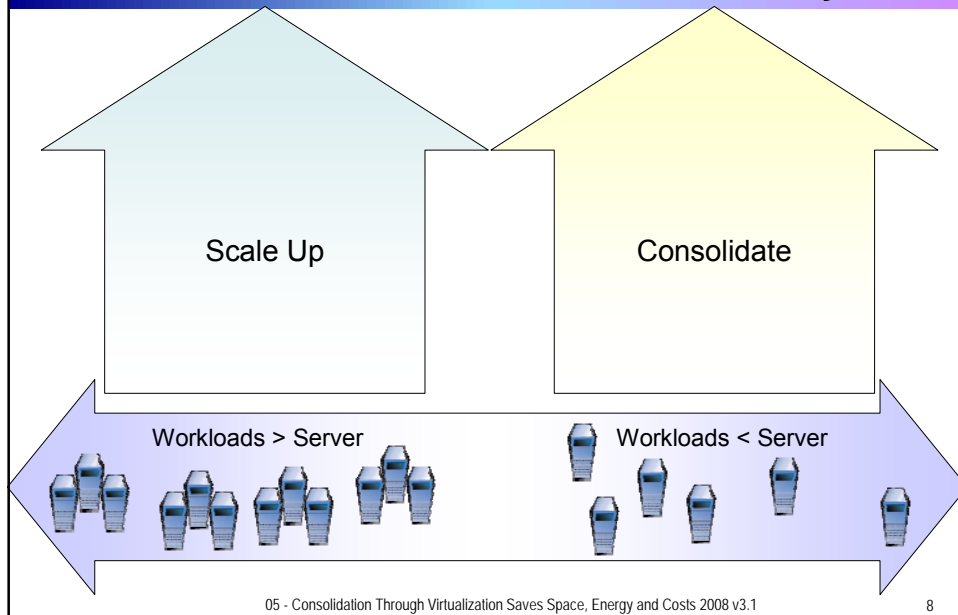 Scale Up
Consolidate
Workloads > Server
Workloads < Server
05 - Consolidation Through Virtualization Saves Space, Energy and Costs 2008 v3.1
8